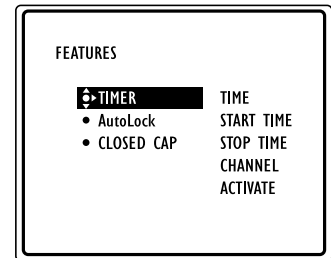 FEATURES
TIMER
• AutoLock
• CLOSED CAP
TIME
START TIME
STOP TIME
CHANNEL
ACTIVATE